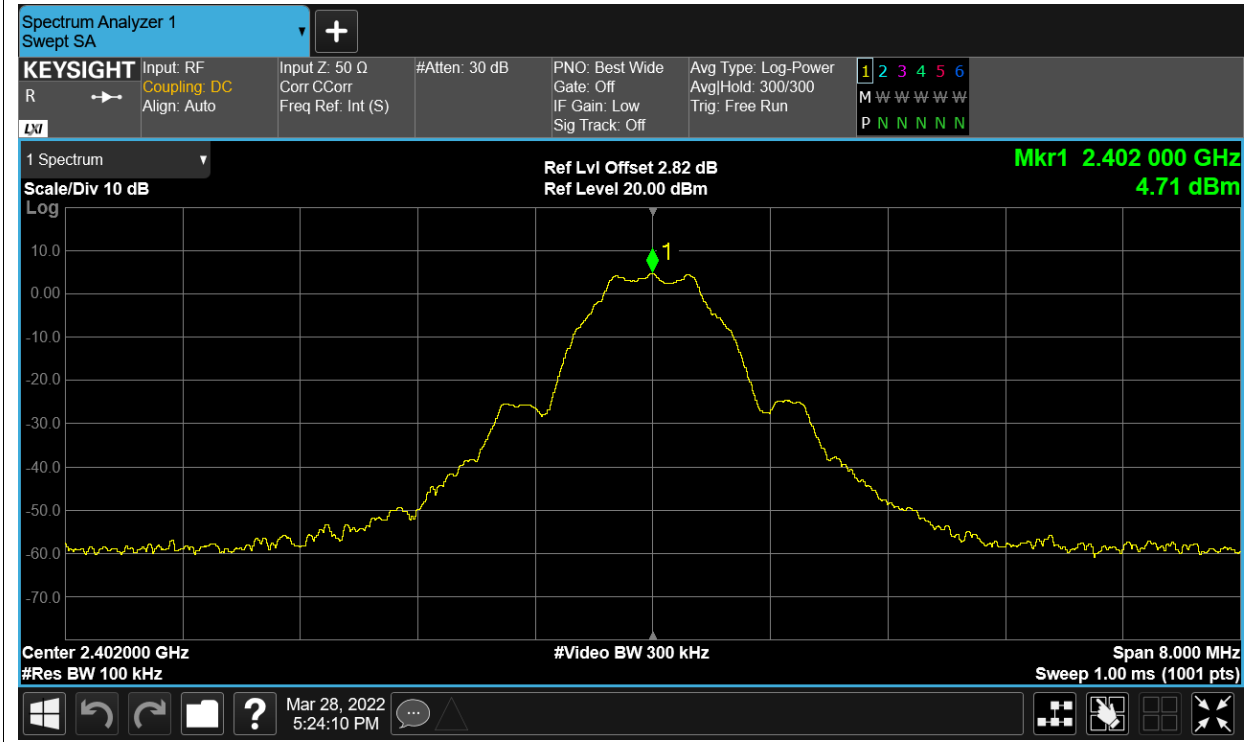 Spectrum Analyzer 1
Swept SA
+
KEYSIGHT
R
LXI
Input: RF
Coupling: DC
Align: Auto
Input Z: 50 Ω
Corr CCorr
Freq Ref: Int (S)
#Atten: 30 dB
PNO: Best Wide
Gate: Off
IF Gain: Low
Sig Track: Off
Avg Type: Log-Power
Avg|Hold: 300/300
Trig: Free Run
1 2 3 4 5 6
M W W W W W
P N N N N N
1 Spectrum
Scale/Div 10 dB
Log
Ref Lvl Offset 2.82 dB
Ref Level 20.00 dBm
Mkr1 2.402 000 GHz
4.71 dBm
1
10.0
0.00
-10.0
-20.0
-30.0
-40.0
-50.0
-60.0
-70.0
Center 2.402000 GHz
#Res BW 100 kHz
#Video BW 300 kHz
Span 8.000 MHz
Sweep 1.00 ms (1001 pts)
?
Mar 28, 2022
5:24:10 PM